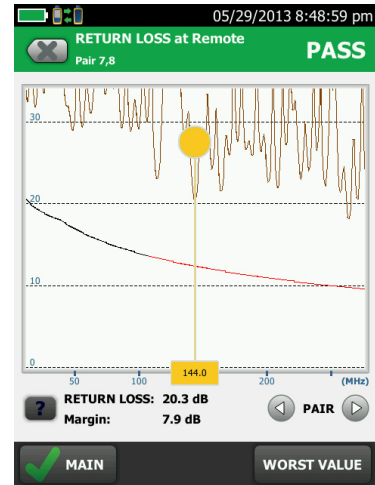 05/29/2013 8:48:59 pm
RETURN LOSS at Remote
Pair 7,8
PASS
30
20
10
0
144.0
50 100 200 (MHz)
? RETURN LOSS: 20.3 dB
Margin: 7.9 dB
PAIR
MAIN
WORST VALUE